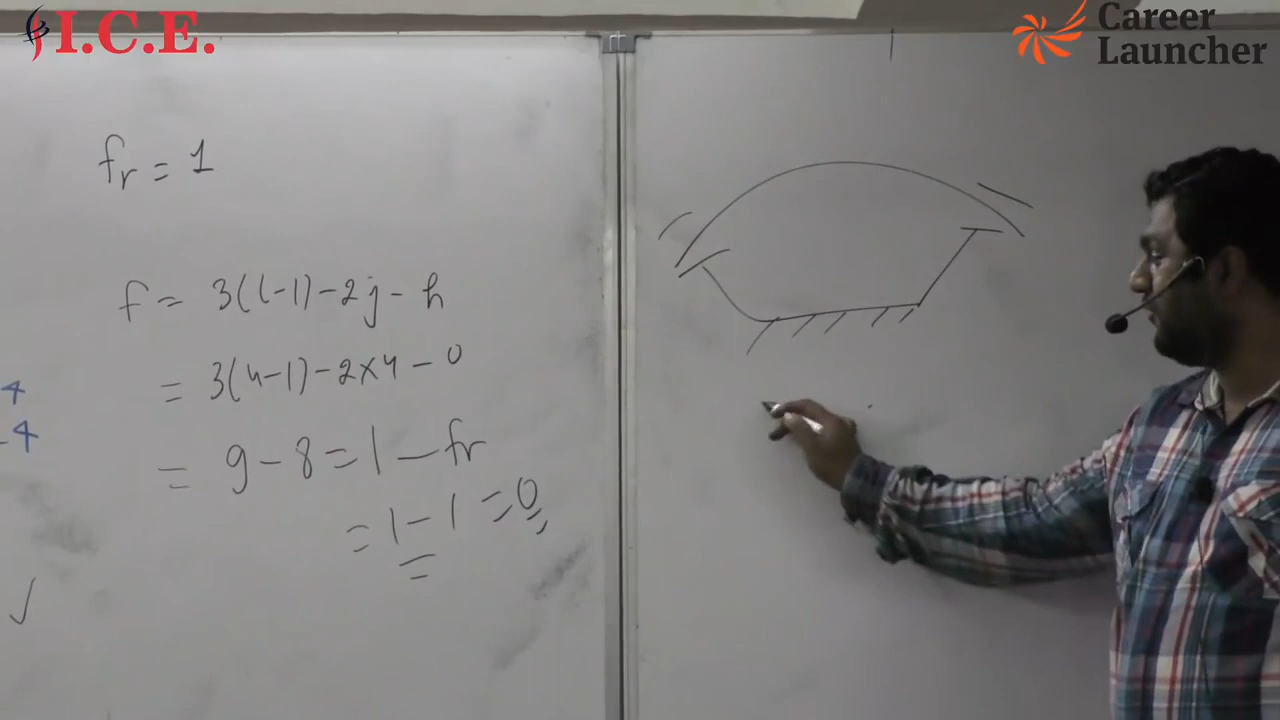 I.C.E.
Career
Launcher
fr = 1
f = 3(l-1) - 2j - h
= 3(4-1) - 2×4 - 0
= 9 - 8 = 1 - fr
= 1 - 1 = 0
4
-4